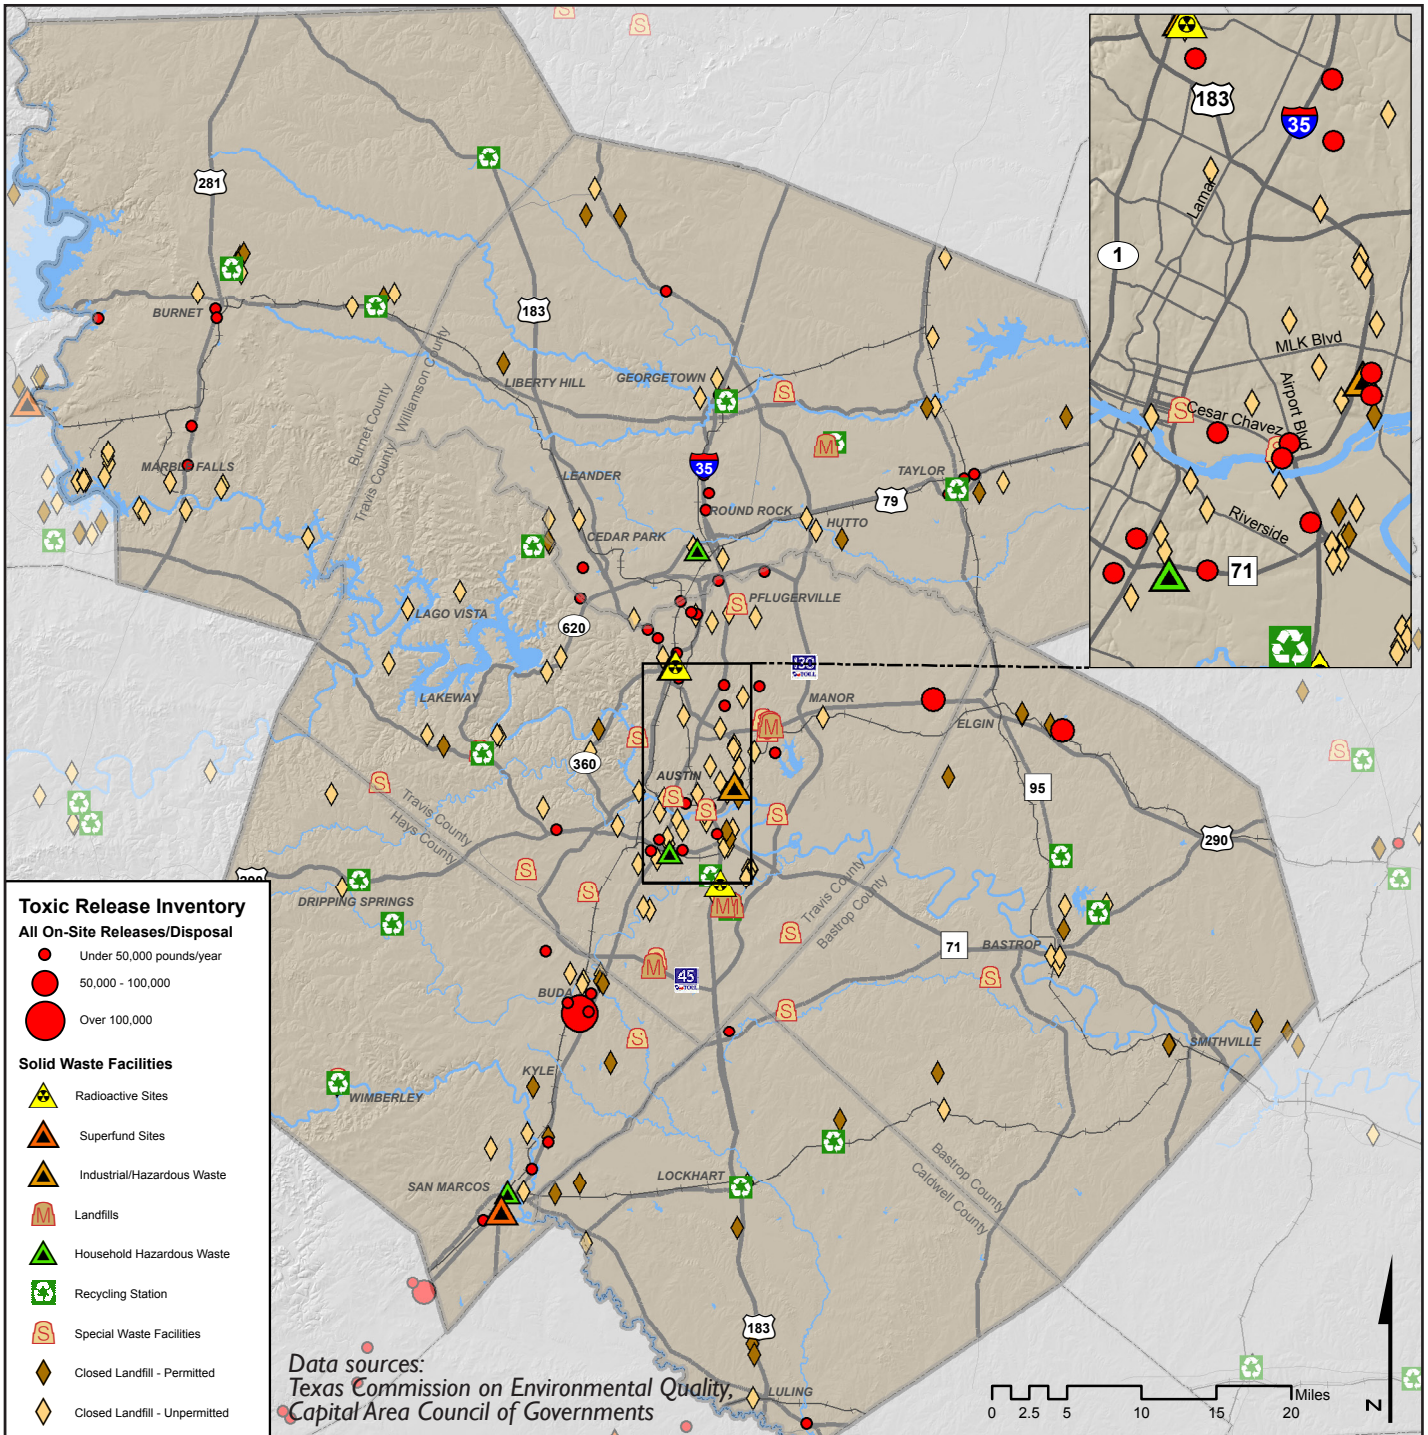 281
BURNET
183
LIBERTY HILL
GEORGETOWN
Burnet County
Williamson County
Travis County
MARBLE FALLS
LEANDER
35
ROUND ROCK
TAYLOR
79
HUTTO
CEDAR PARK
PFLUGERVILLE
LAGO VISTA
620
130
TOLL
LAKEWAY
MANOR
ELGIN
360
AUSTIN
95
290
Travis County
Hays County
290
DRIPPING SPRINGS
Travis County
Bastrop County
71
BASTROP
45
TOLL
BUDA
SMITHVILLE
KYLE
WIMBERLEY
LOCKHART
Bastrop County
Caldwell County
SAN MARCOS
183
LULING
183
35
Lamar
1
MLK Blvd
Airport Blvd
Cesar Chavez
Riverside
71
Toxic Release Inventory
All On-Site Releases/Disposal
Under 50,000 pounds/year
50,000 - 100,000
Over 100,000
Solid Waste Facilities
Radioactive Sites
Superfund Sites
Industrial/Hazardous Waste
M Landfills
Household Hazardous Waste
Recycling Station
S Special Waste Facilities
Closed Landfill - Permitted
Closed Landfill - Unpermitted
Data sources:
Texas Commission on Environmental Quality,
Capital Area Council of Governments
Miles
0 2.5 5 10 15 20
N